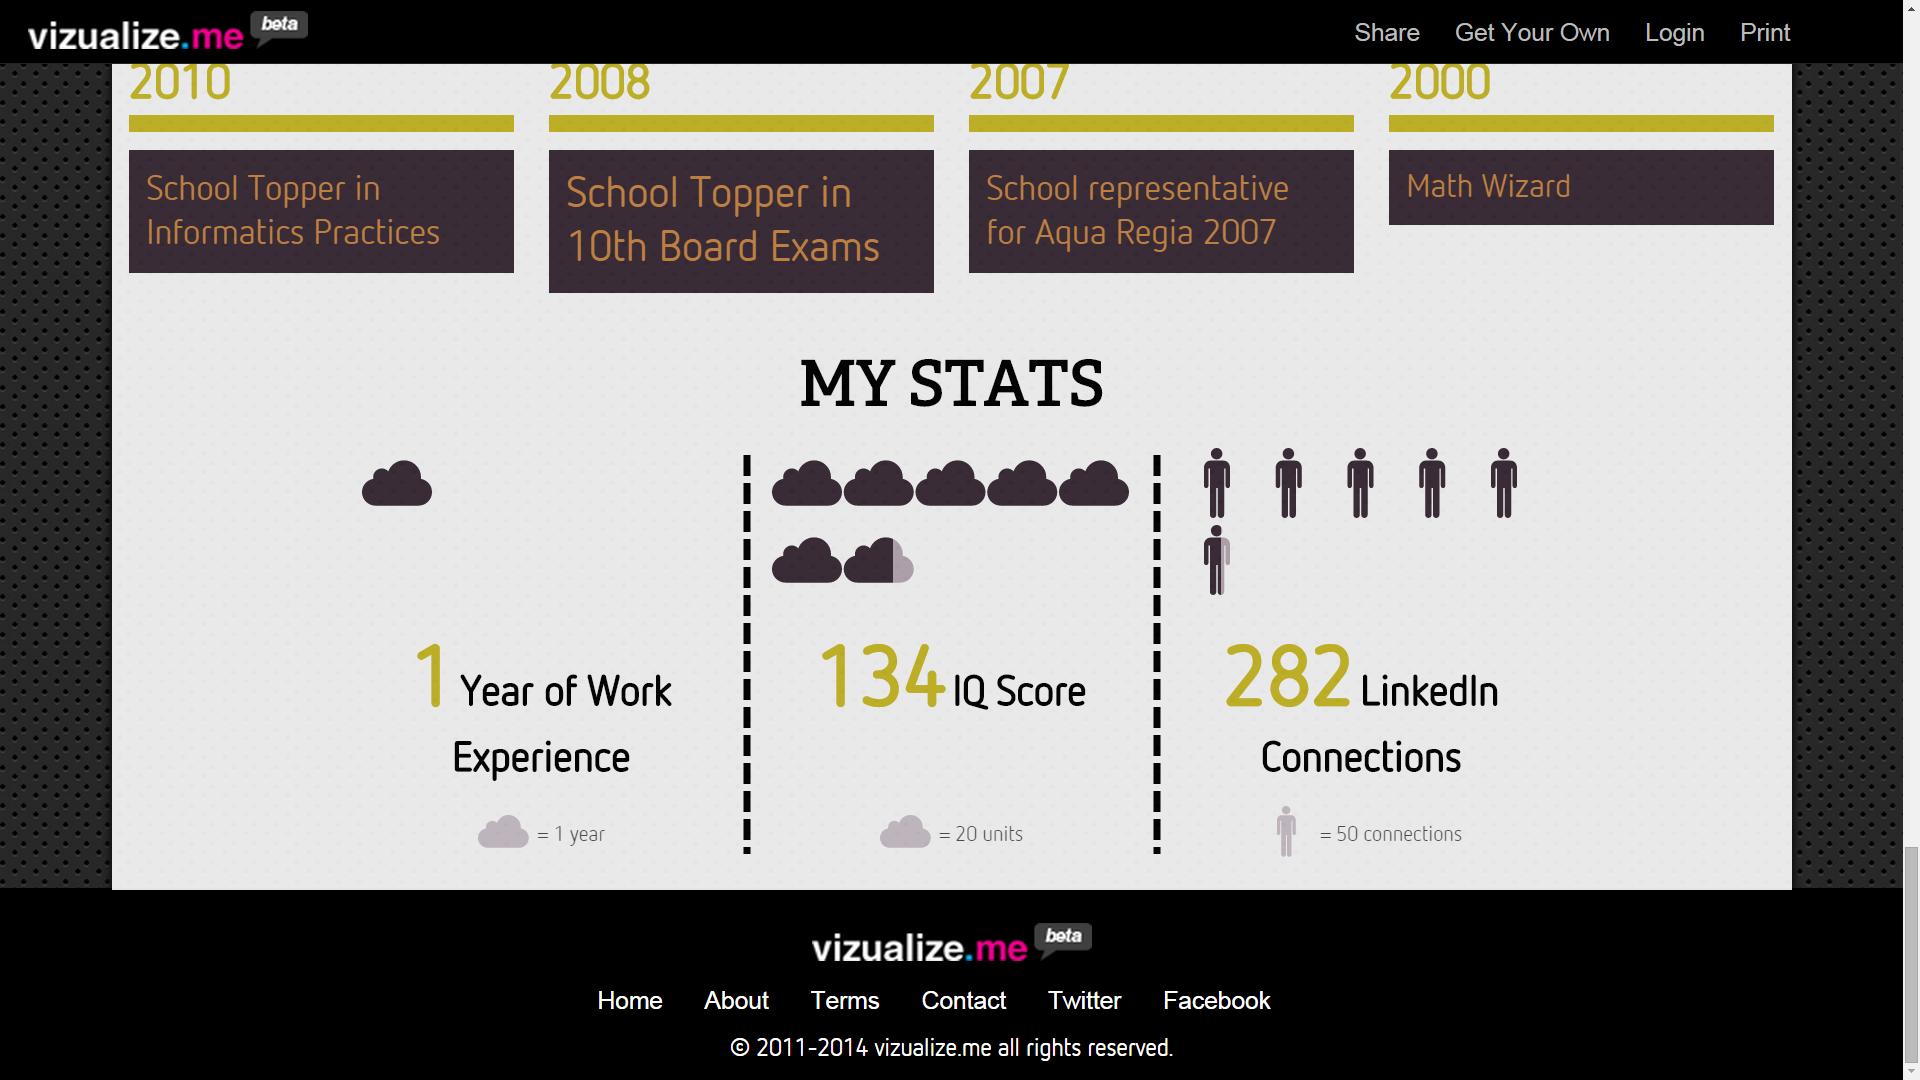 vizualize.me beta
Share Get Your Own Login Print
2010
School Topper in
Informatics Practices
2008
School Topper in
10th Board Exams
2007
School representative
for Aqua Regia 2007
2000
Math Wizard
MY STATS
1 Year of Work
Experience
= 1 year
134 IQ Score
= 20 units
282 LinkedIn
Connections
= 50 connections
vizualize.me beta
Home About Terms Contact Twitter Facebook
© 2011-2014 vizualize.me all rights reserved.